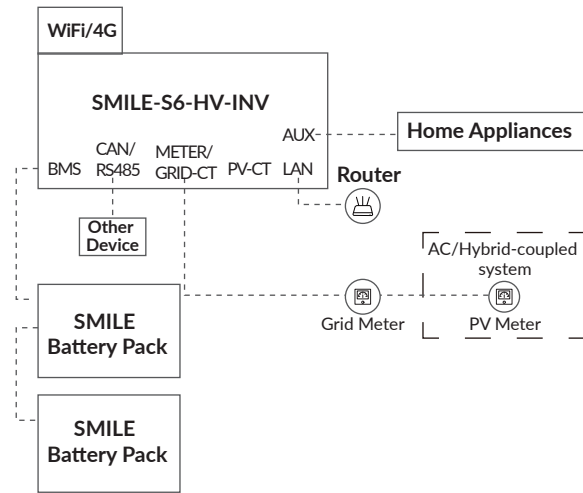 WiFi/4G
SMILE-S6-HV-INV
AUX
Home Appliances
BMS
CAN/
RS485
METER/
GRID-CT
PV-CT
LAN
Router
Other
Device
AC/Hybrid-coupled
system
SMILE
Battery Pack
Grid Meter
PV Meter
SMILE
Battery Pack